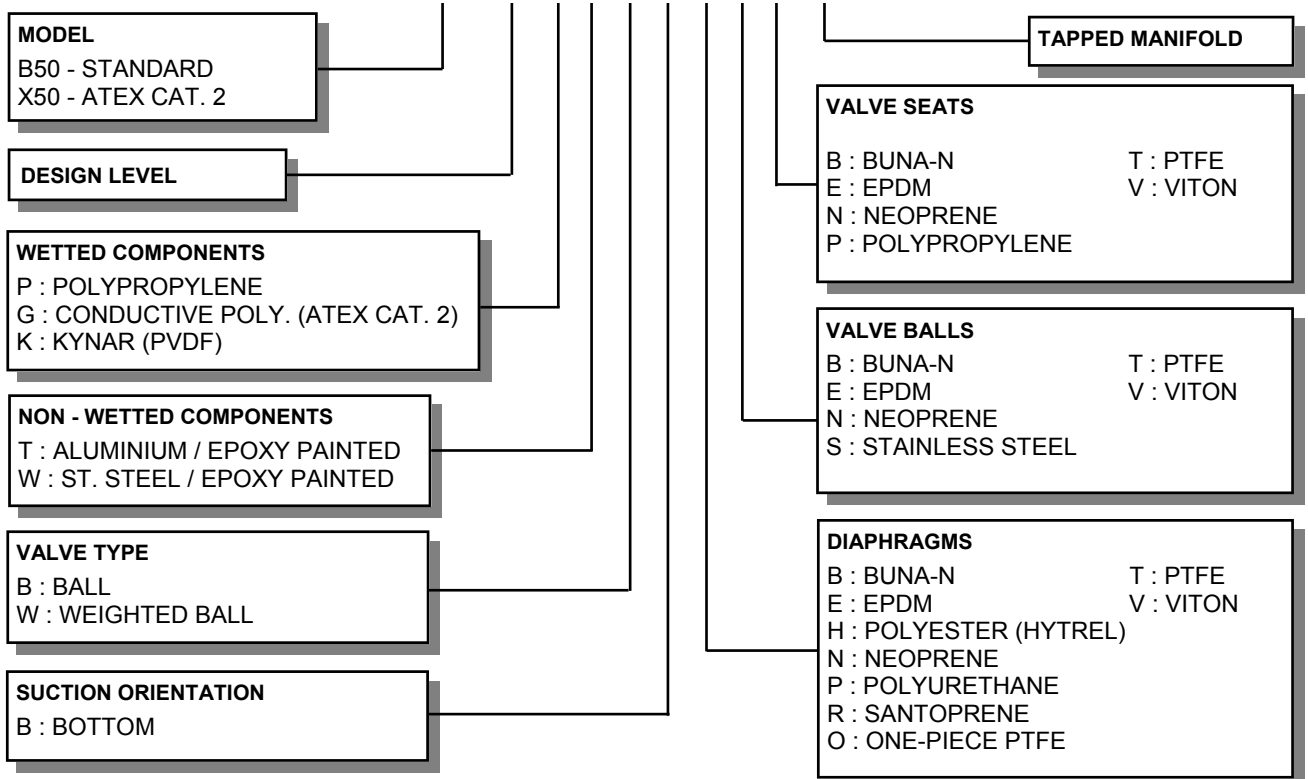 MODEL
B50 - STANDARD
X50 - ATEX CAT. 2
DESIGN LEVEL
WETTED COMPONENTS
P : POLYPROPYLENE
G : CONDUCTIVE POLY. (ATEX CAT. 2)
K : KYNAR (PVDF)
NON - WETTED COMPONENTS
T : ALUMINIUM / EPOXY PAINTED
W : ST. STEEL / EPOXY PAINTED
VALVE TYPE
B : BALL
W : WEIGHTED BALL
SUCTION ORIENTATION
B : BOTTOM
TAPPED MANIFOLD
VALVE SEATS
B : BUNA-N T : PTFE
E : EPDM V : VITON
N : NEOPRENE
P : POLYPROPYLENE
VALVE BALLS
B : BUNA-N T : PTFE
E : EPDM V : VITON
N : NEOPRENE
S : STAINLESS STEEL
DIAPHRAGMS
B : BUNA-N T : PTFE
E : EPDM V : VITON
H : POLYESTER (HYTREL)
N : NEOPRENE
P : POLYURETHANE
R : SANTOPRENE
O : ONE-PIECE PTFE